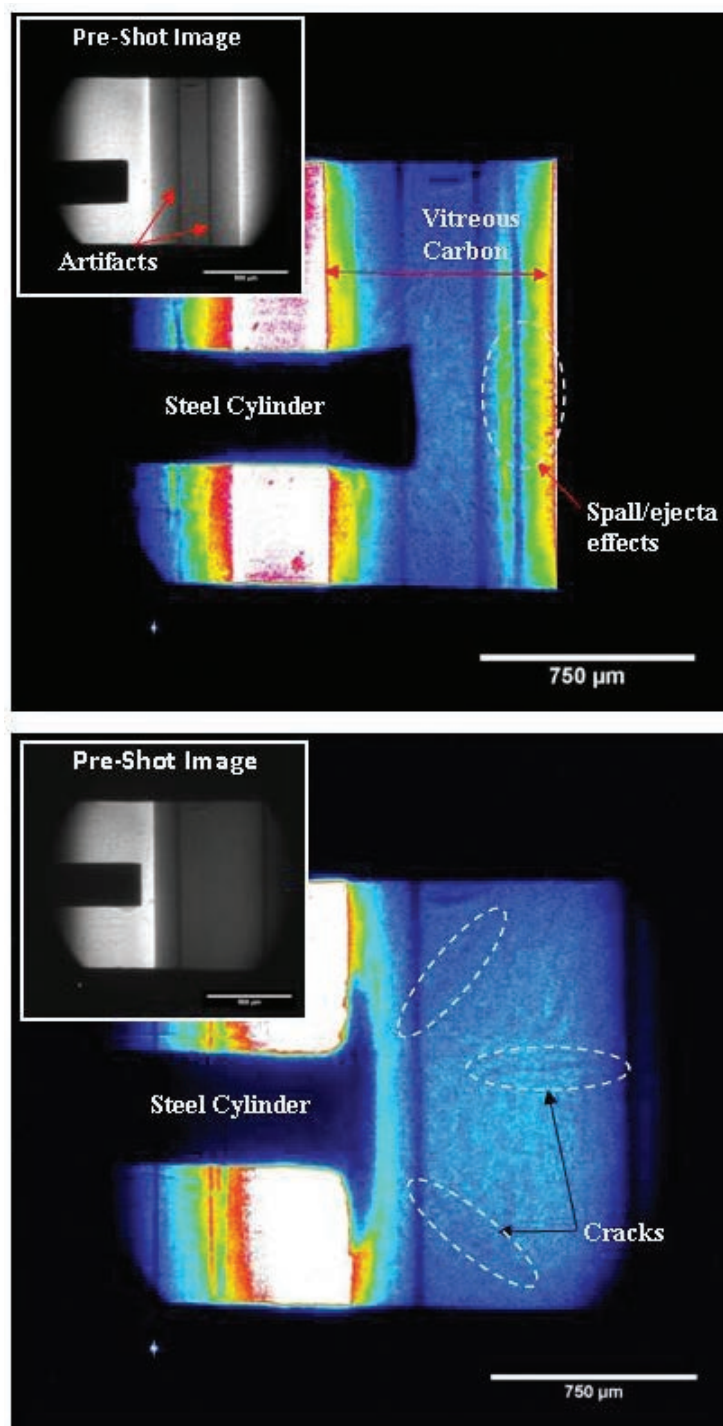 Pre-Shot Image
Artifacts
Vitreous
Carbon
Steel Cylinder
Spall/ejecta
effects
750 μm
Pre-Shot Image
Steel Cylinder
Cracks
750 μm